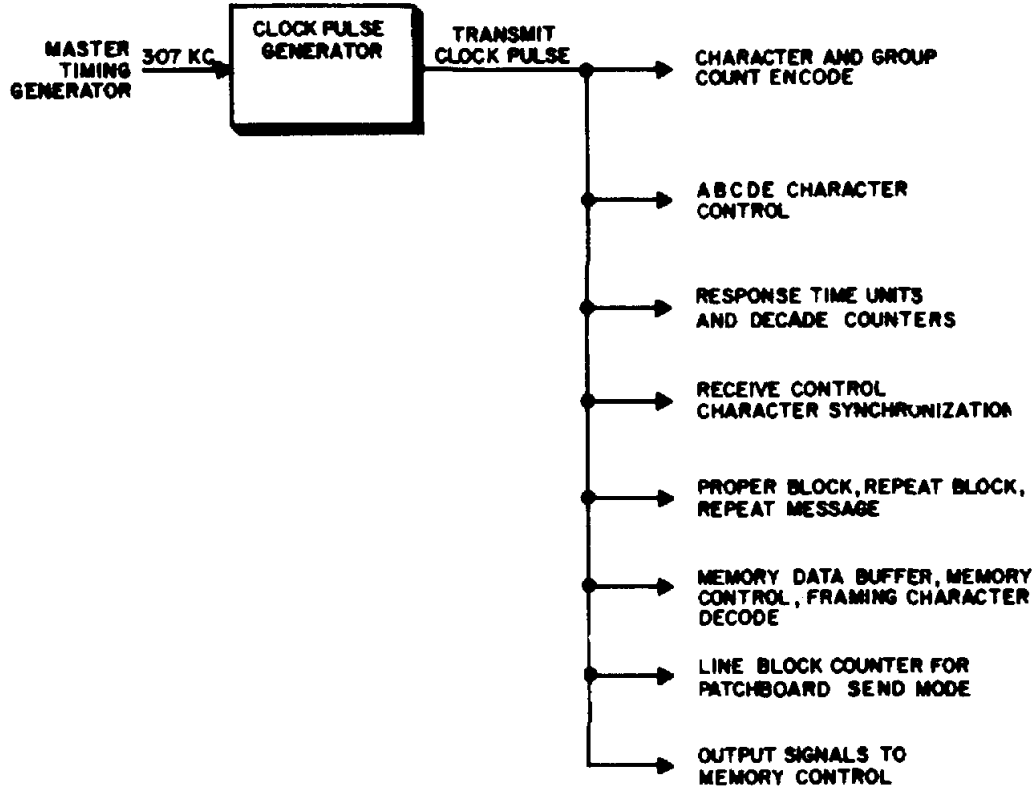 MASTER
TIMING
GENERATOR
307 KC
CLOCK PULSE
GENERATOR
TRANSMIT
CLOCK PULSE
CHARACTER AND GROUP
COUNT ENCODE
ABCDE CHARACTER
CONTROL
RESPONSE TIME UNITS
AND DECADE COUNTERS
RECEIVE CONTROL
CHARACTER SYNCHRONIZATION
PROPER BLOCK, REPEAT BLOCK,
REPEAT MESSAGE
MEMORY DATA BUFFER, MEMORY
CONTROL, FRAMING CHARACTER
DECODE
LINE BLOCK COUNTER FOR
PATCHBOARD SEND MODE
OUTPUT SIGNALS TO
MEMORY CONTROL